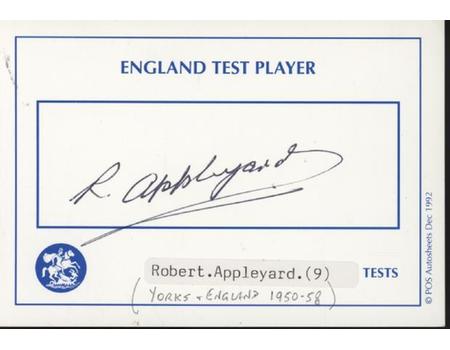 ENGLAND TEST PLAYER
R. Appleyard
Robert.Appleyard.(9) TESTS
(YORKS + ENGLAND 1950-58)
© POS Autosheets Dec 1992